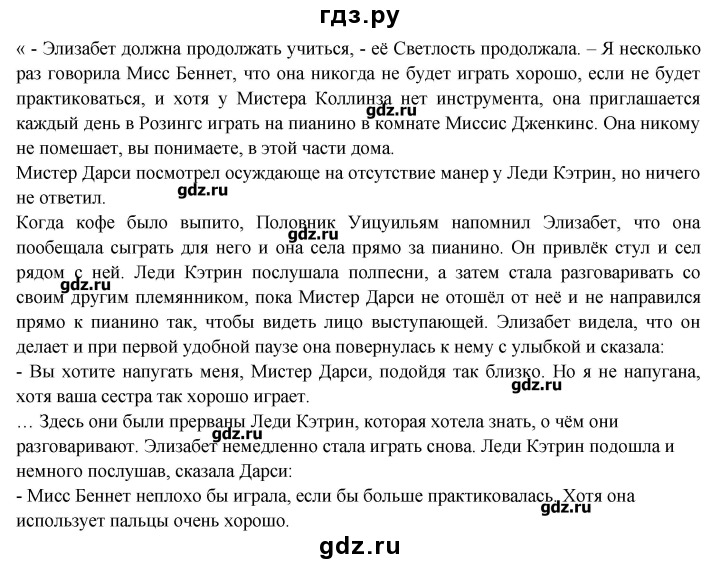 гдз.ру
« - Элизабет должна продолжать учиться, - её Светлость продолжала. – Я несколько
раз говорила Мисс Беннет, что она никогда не будет играть хорошо, если не будет
практиковаться, и хотя у Мистера Коллинза нет инструмента, она приглашается
gdz.ru
каждый день в Розингс играть на пианино в комнате Миссис Дженкинс. Она никому
не помешает, вы понимаете, в этой части дома.
Мистер Дарси посмотрел осуждающе на отсутствие манер у Леди Кэтрин, но ничего
не ответил.
gdz.ru
Когда кофе было выпито, Половник Уицуильям напомнил Элизабет, что она
gdz.ru
пообещала сыграть для него и она села прямо за пианино. Он привлёк стул и сел
рядом с ней. Леди Кэтрин послушала полпесни, а затем стала разговаривать со
gdz.ru
своим другим племянником, пока Мистер Дарси не отошёл от неё и не направился
прямо к пианино так, чтобы видеть лицо выступающей. Элизабет видела, что он
делает и при первой удобной паузе она повернулась к нему с улыбкой и сказала:
- Вы хотите напугать меня, Мистер Дарси, подойдя так близко. Но я не напугана,
gdz.ru
хотя ваша сестра так хорошо играет.
… Здесь они были прерваны Леди Кэтрин, которая хотела знать, о чём они
gdz.ru
разговаривают. Элизабет немедленно стала играть снова. Леди Кэтрин подошла и
немного послушав, сказала Дарси:
- Мисс Беннет неплохо бы играла, если бы больше практиковалась. Хотя она
gdz.ru
использует пальцы очень хорошо.
gdz.ru